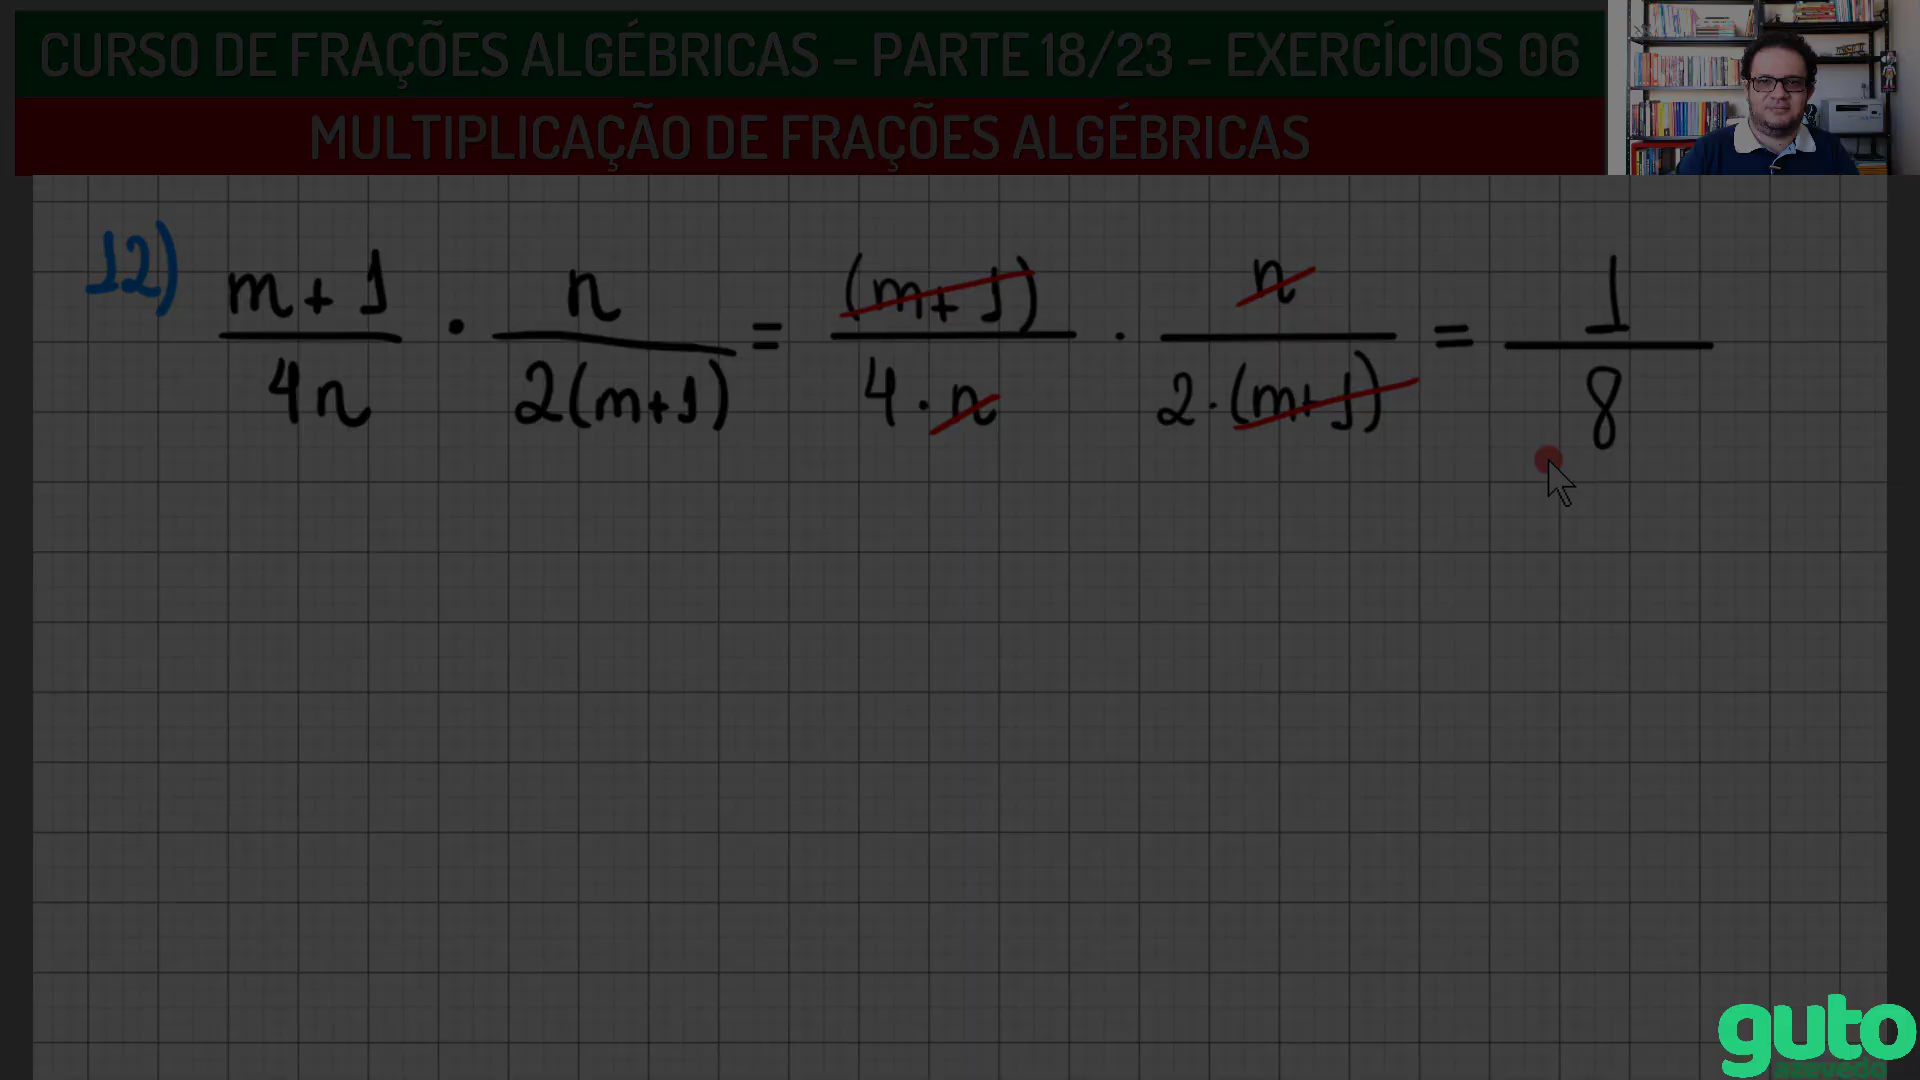 CURSO DE FRAÇÕES ALGÉBRICAS – PARTE 18/23 – EXERCÍCIOS 06
MULTIPLICAÇÃO DE FRAÇÕES ALGÉBRICAS
12) (m+1)/(4n) · n/(2(m+1)) = (m+1)/(4·n) · n/(2·(m+1)) = 1/8
guto
azevedo